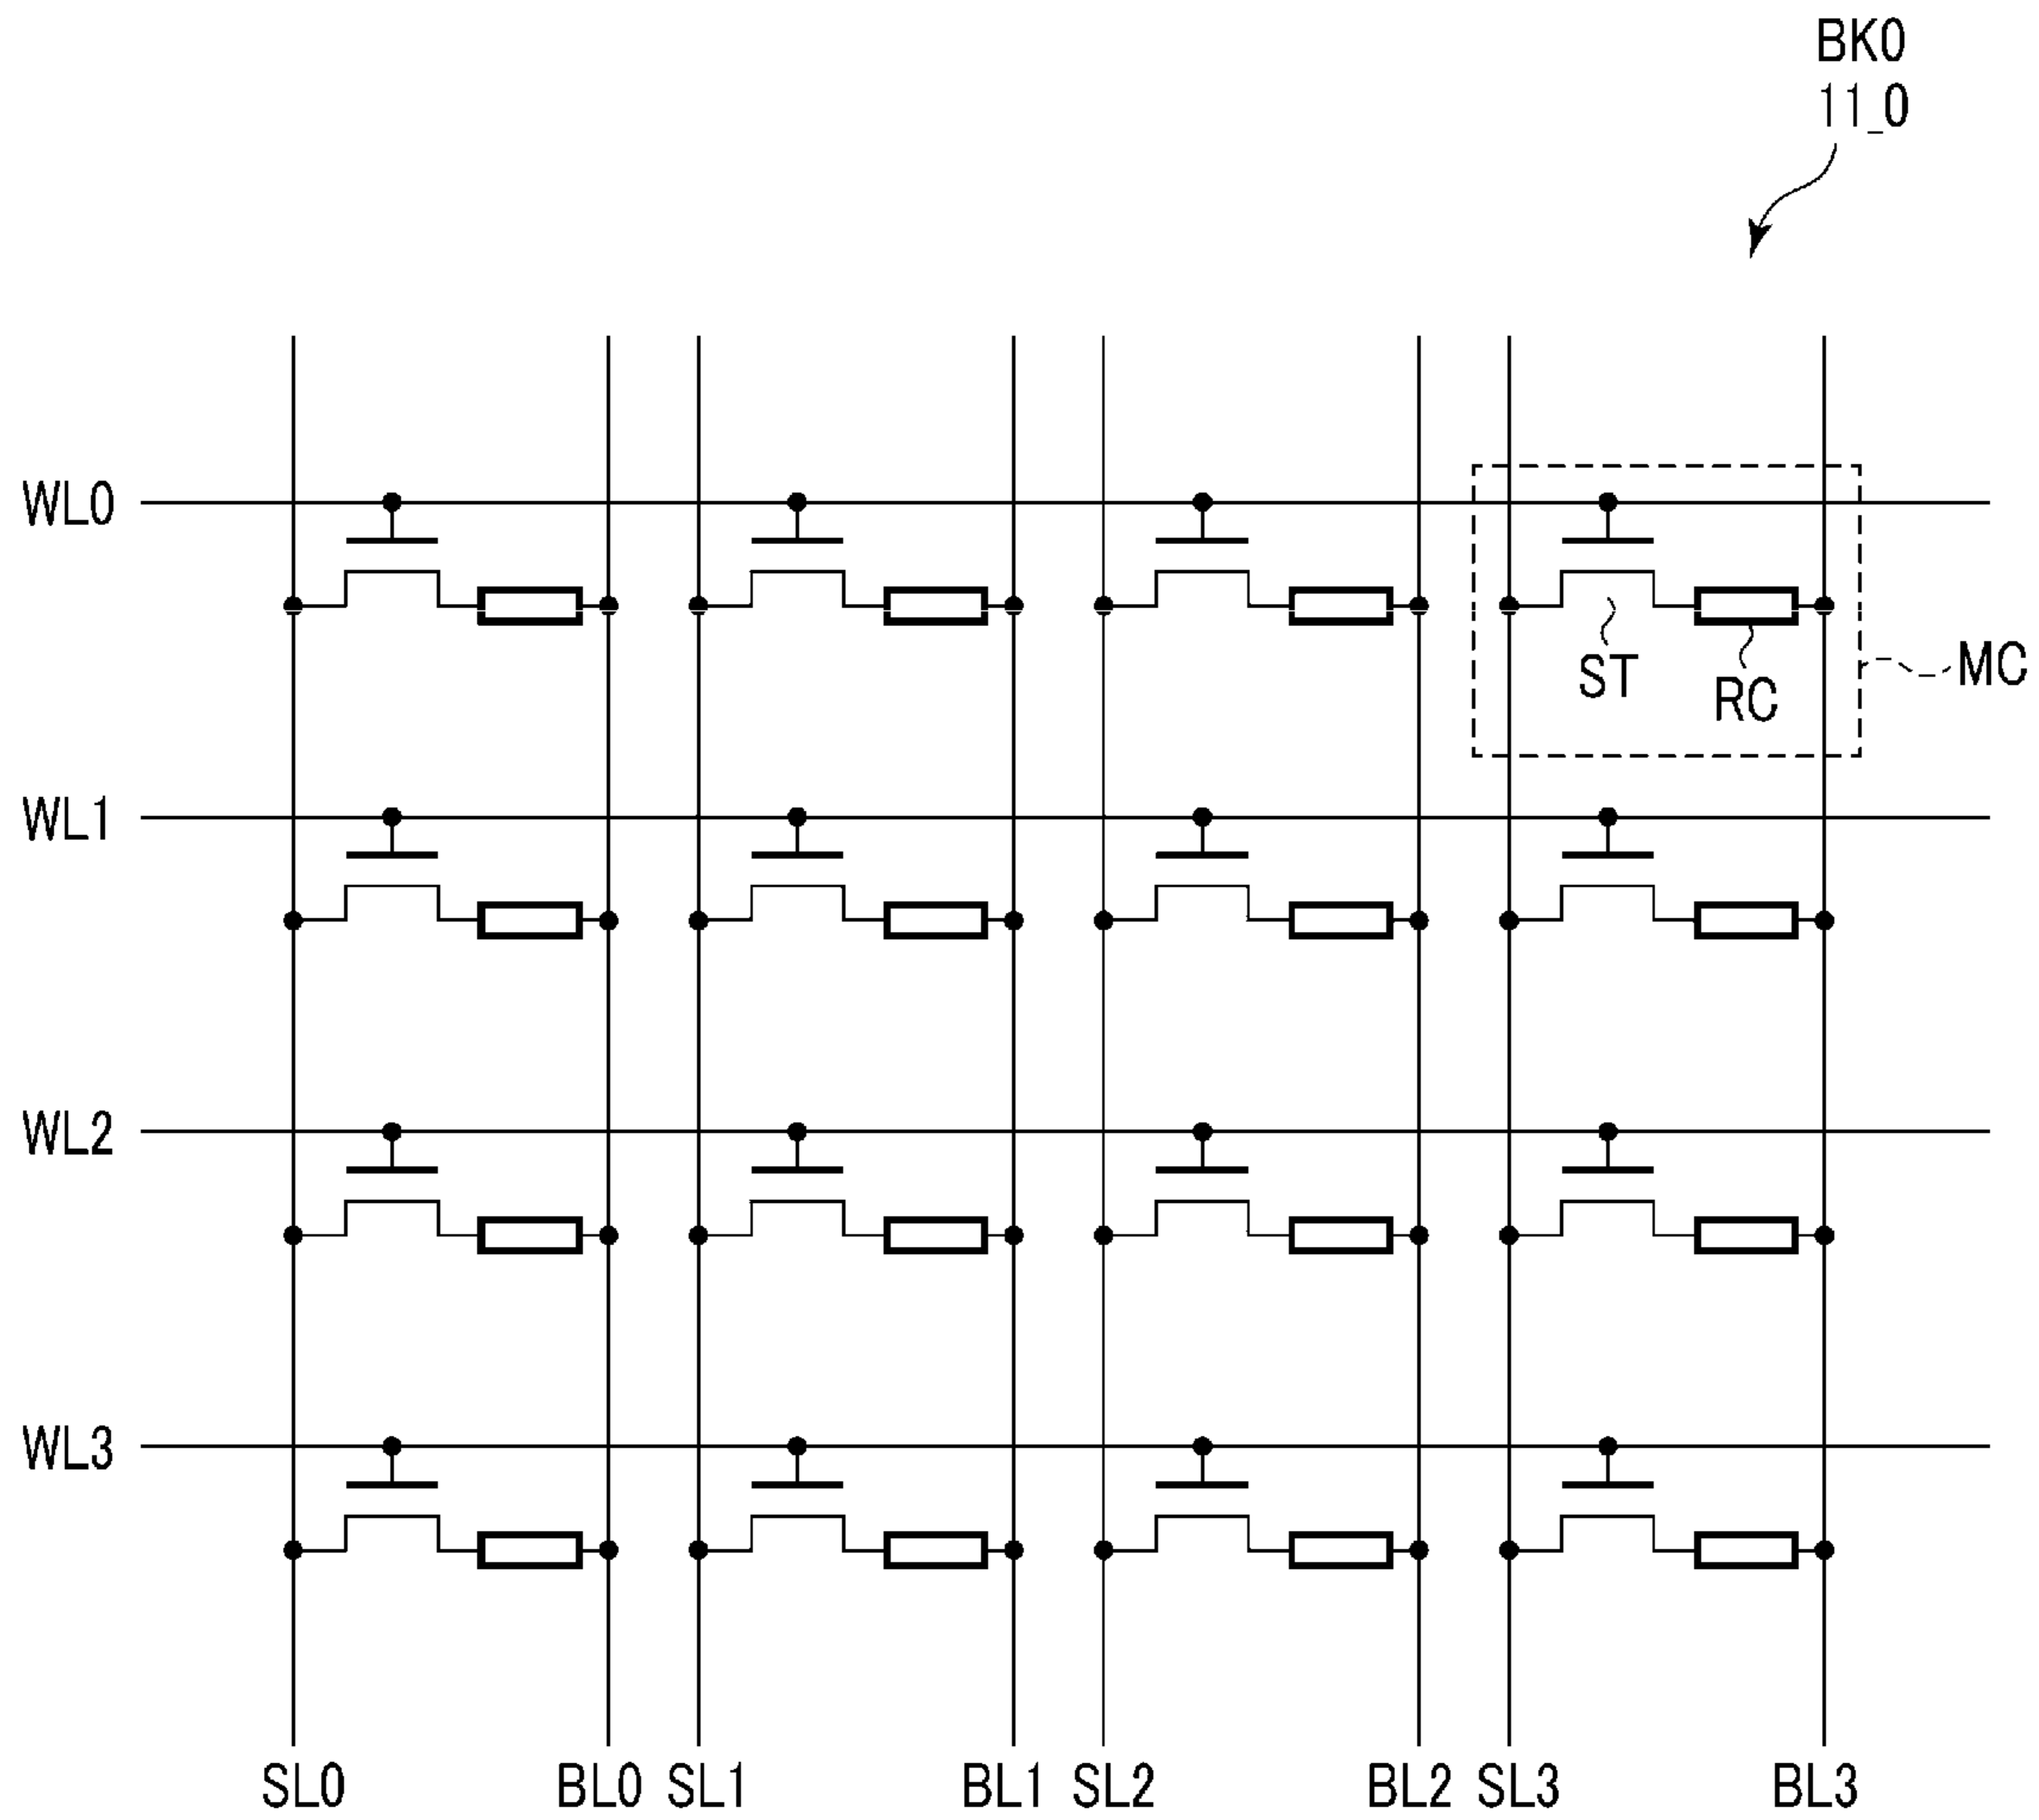 BK0
11_0
WL0
ST
RC
MC
WL1
WL2
WL3
SL0 BL0 SL1 BL1 SL2 BL2 SL3 BL3